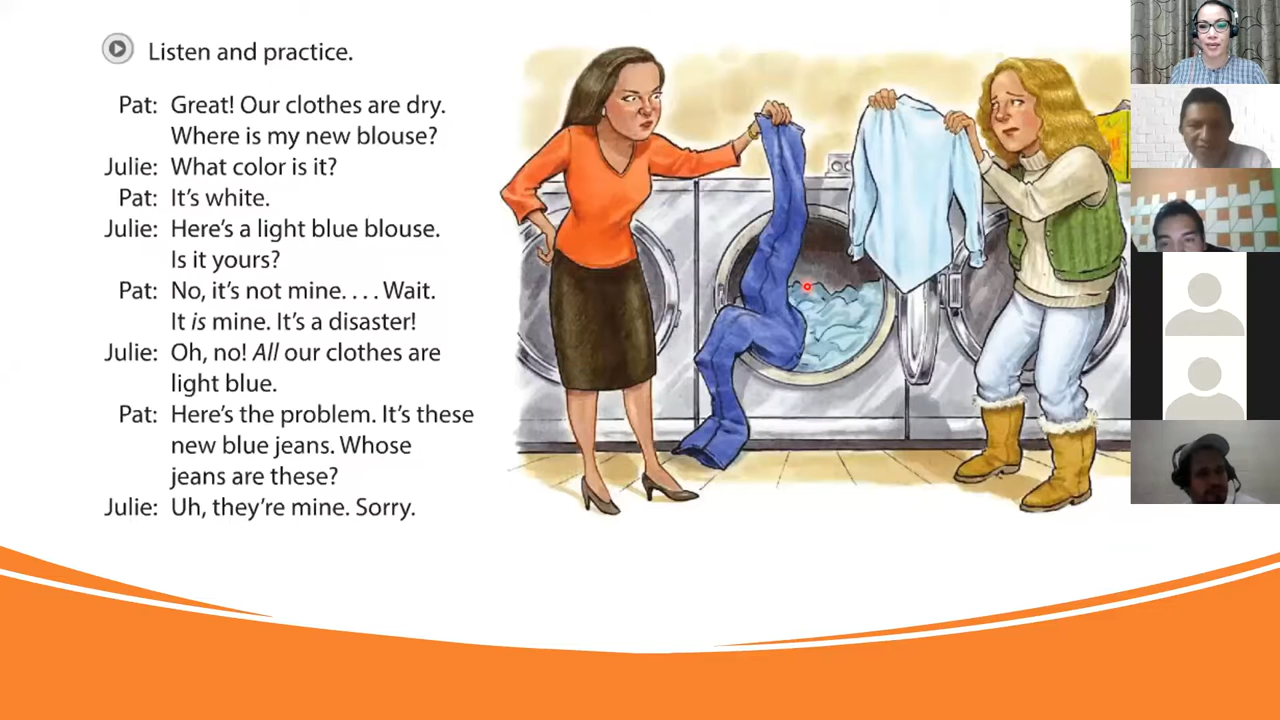 Listen and practice.
Pat: Great! Our clothes are dry.
Where is my new blouse?
Julie: What color is it?
Pat: It's white.
Julie: Here's a light blue blouse.
Is it yours?
Pat: No, it's not mine. . . . Wait.
It is mine. It's a disaster!
Julie: Oh, no! All our clothes are
light blue.
Pat: Here's the problem. It's these
new blue jeans. Whose
jeans are these?
Julie: Uh, they're mine. Sorry.